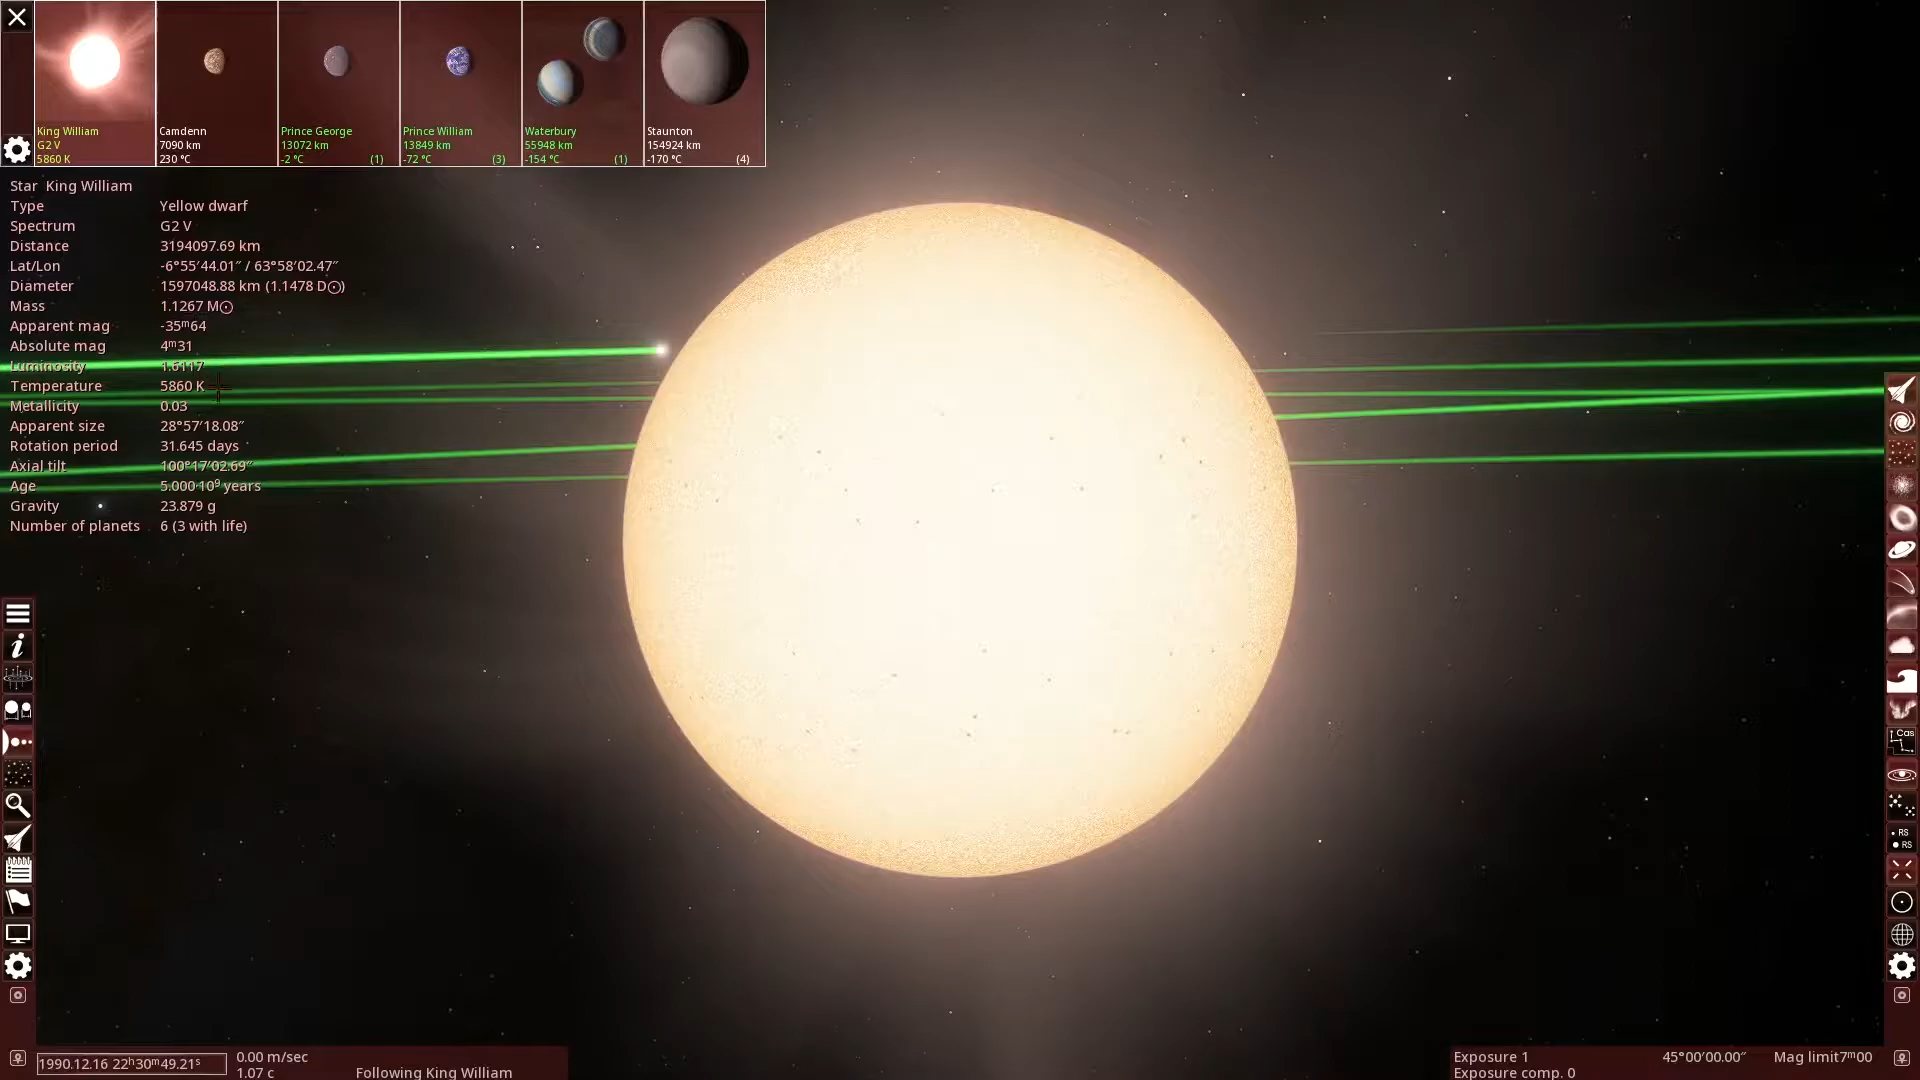 King William
G2 V
5860 K
Camdenn
7090 km
230 °C
Prince George
13072 km
-2 °C (1)
Prince William
13849 km
-72 °C (3)
Waterbury
55948 km
-154 °C (1)
Staunton
154924 km
-170 °C (4)
Star King William
Type Yellow dwarf
Spectrum G2 V
Distance 3194097.69 km
Lat/Lon -6°55′44.01″ / 63°58′02.47″
Diameter 1597048.88 km (1.1478 D☉)
Mass 1.1267 M☉
Apparent mag -35ᵐ64
Absolute mag 4ᵐ31
Luminosity 1.6117
Temperature 5860 K
Metallicity 0.03
Apparent size 28°57′18.08″
Rotation period 31.645 days
Axial tilt 100°17′02.69″
Age 5.000·10⁹ years
Gravity 23.879 g
Number of planets 6 (3 with life)
Cas
RS
RS
1990.12.16 22ʰ30ᵐ49.21ˢ
0.00 m/sec
1.07 c
Following King William
Exposure 1 45°00′00.00″ Mag limit 7ᵐ00
Exposure comp. 0